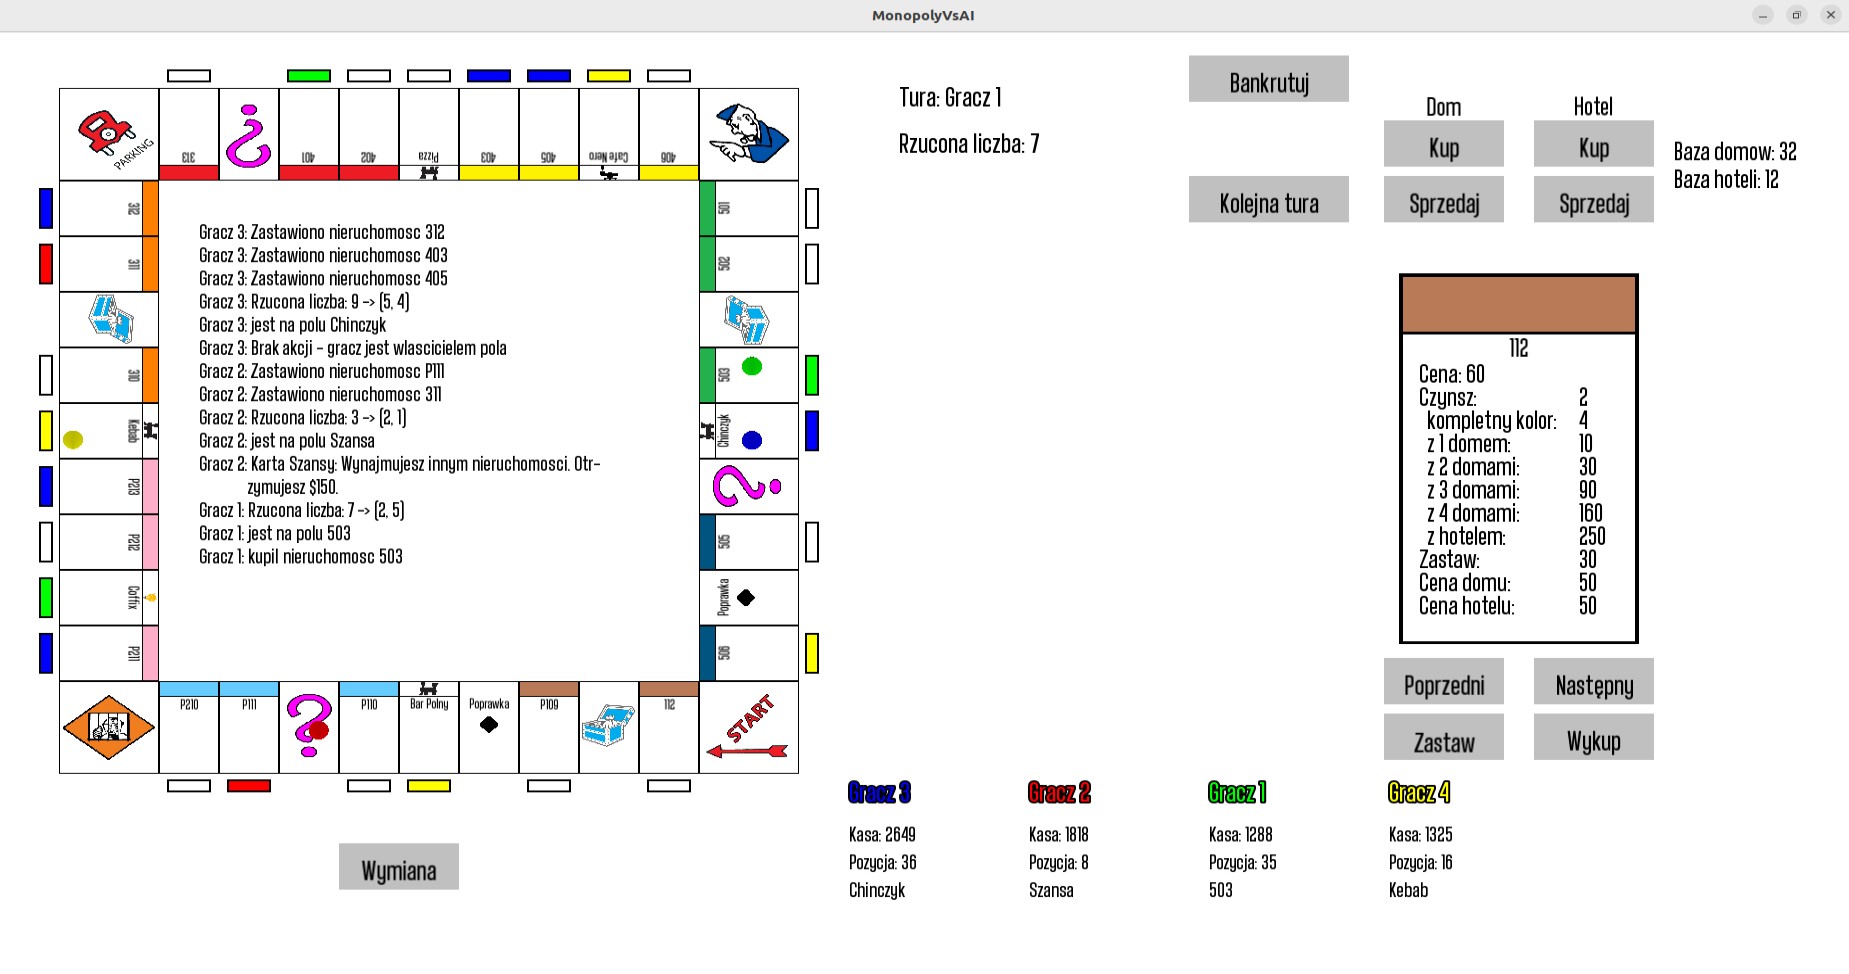 MonopolyVsAI
Tura: Gracz 1
Rzucona liczba: 7
Bankrutuj
Kolejna tura
Dom
Hotel
Kup
Kup
Sprzedaj
Sprzedaj
Baza domow: 32
Baza hoteli: 12
PARKING
313
401
402
Pizza
403
405
Cafe Nero
406
312
311
310
Kebab
P213
P212
Coffix
P211
Gracz 3: Zastawiono nieruchomosc 312
Gracz 3: Zastawiono nieruchomosc 403
Gracz 3: Zastawiono nieruchomosc 405
Gracz 3: Rzucona liczba: 9 -> (5, 4)
Gracz 3: jest na polu Chinczyk
Gracz 3: Brak akcji - gracz jest wlascicielem pola
Gracz 2: Zastawiono nieruchomosc P111
Gracz 2: Zastawiono nieruchomosc 311
Gracz 2: Rzucona liczba: 3 -> (2, 1)
Gracz 2: jest na polu Szansa
Gracz 2: Karta Szansy: Wynajmujesz innym nieruchomosci. Otr-
zymujesz $150.
Gracz 1: Rzucona liczba: 7 -> (2, 5)
Gracz 1: jest na polu 503
Gracz 1: kupil nieruchomosc 503
501
502
503
Chinczyk
505
Poprawka
506
P210
P111
P110
Bar Polny
Poprawka
P109
112
START
112
Cena: 60
Czynsz: 2
kompletny kolor: 4
z 1 domem: 10
z 2 domami: 30
z 3 domami: 90
z 4 domami: 160
z hotelem: 250
Zastaw: 30
Cena domu: 50
Cena hotelu: 50
Poprzedni
Następny
Zastaw
Wykup
Wymiana
Gracz 3
Kasa: 2649
Pozycja: 36
Chinczyk
Gracz 2
Kasa: 1818
Pozycja: 8
Szansa
Gracz 1
Kasa: 1288
Pozycja: 35
503
Gracz 4
Kasa: 1325
Pozycja: 16
Kebab